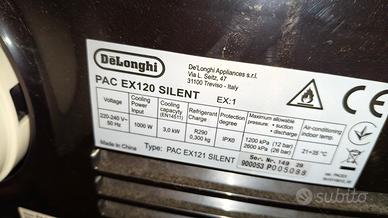 DeLonghi
De'Longhi Appliances s.r.l.
Via L. Seitz, 47
31100 Treviso - Italy
PAC EX120 SILENT
EX:1
Voltage
Cooling Power Input
Cooling capacity (EN14511)
Refrigerant Charge
Protection degree
Maximum allowable pressure:
• suction
• discharge
Air-conditioning indoor temp.
220-240 V~ 50 Hz
1000 W
3,0 kW
R290 0,300 kg
IPX0
1200 kPa (12 bar)
2600 kPa (26 bar)
21÷35 °C
Made in China
Type: PAC EX121 SILENT
149 29
900053 P005088
subito